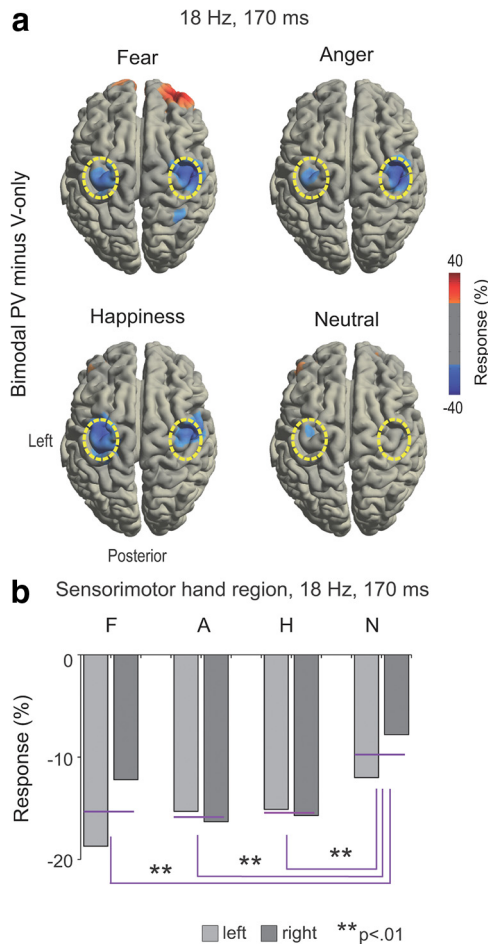 a
18 Hz, 170 ms
Fear
Anger
Bimodal PV minus V-only
40
Response (%)
-40
Happiness
Neutral
Left
Posterior
b
Sensorimotor hand region, 18 Hz, 170 ms
F A H N
Response (%)
0
-10
-20
** ** **
left right **p<.01